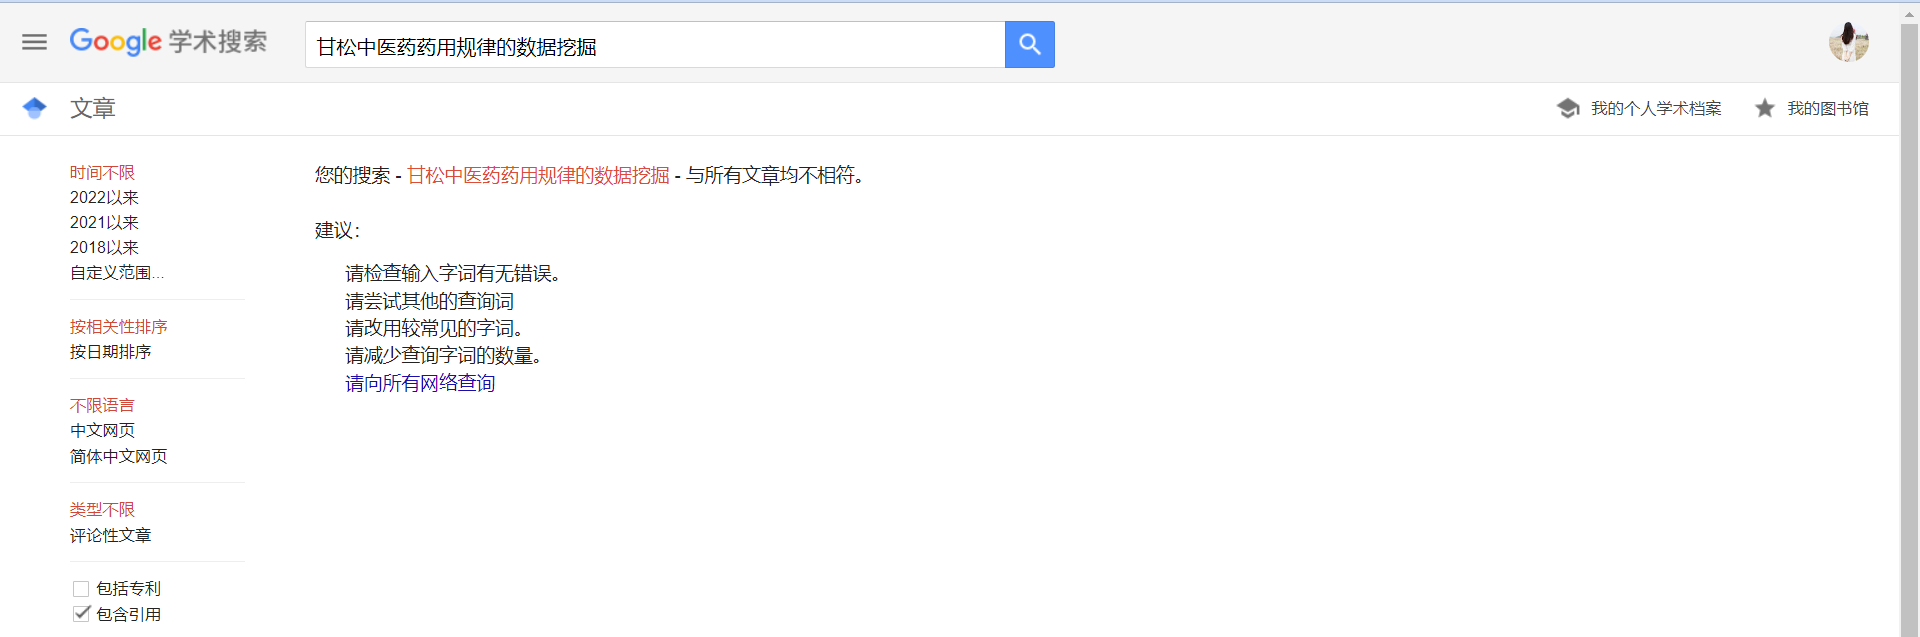 Google 学术搜索
甘松中医药药用规律的数据挖掘
文章
我的个人学术档案
我的图书馆
时间不限
2022以来
2021以来
2018以来
自定义范围...
按相关性排序
按日期排序
不限语言
中文网页
简体中文网页
类型不限
评论性文章
包括专利
包含引用
您的搜索 - 甘松中医药药用规律的数据挖掘 - 与所有文章均不相符。
建议：
请检查输入字词有无错误。
请尝试其他的查询词
请改用较常见的字词。
请减少查询字词的数量。
请向所有网络查询